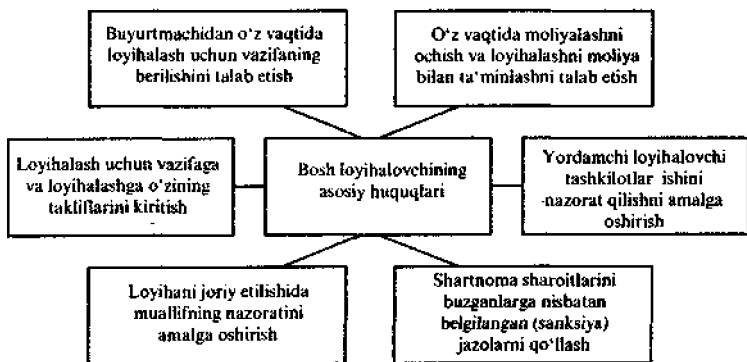 Buyurtmachidan o‘z vaqtida
loyihalash uchun vazifaning
berilishini talab etish
O‘z vaqtida moliyalashni
ochish va loyihalashni moliya
bilan ta’minlashni talab etish
Loyihalash uchun vazifaga
va loyihalashga o‘zining
takliflarini kiritish
Bosh loyihalovchining
asosiy huquqlari
Yordamchi loyihalovchi
tashkilotlar ishini
nazorat qilishni amalga
oshirish
Loyihani joriy etilishida
muallifning nazoratini
amalga oshirish
Shartnoma sharoitlarini
buzganlarga nisbatan
belgilangan (sanksiya)
jazolarni qo‘llash